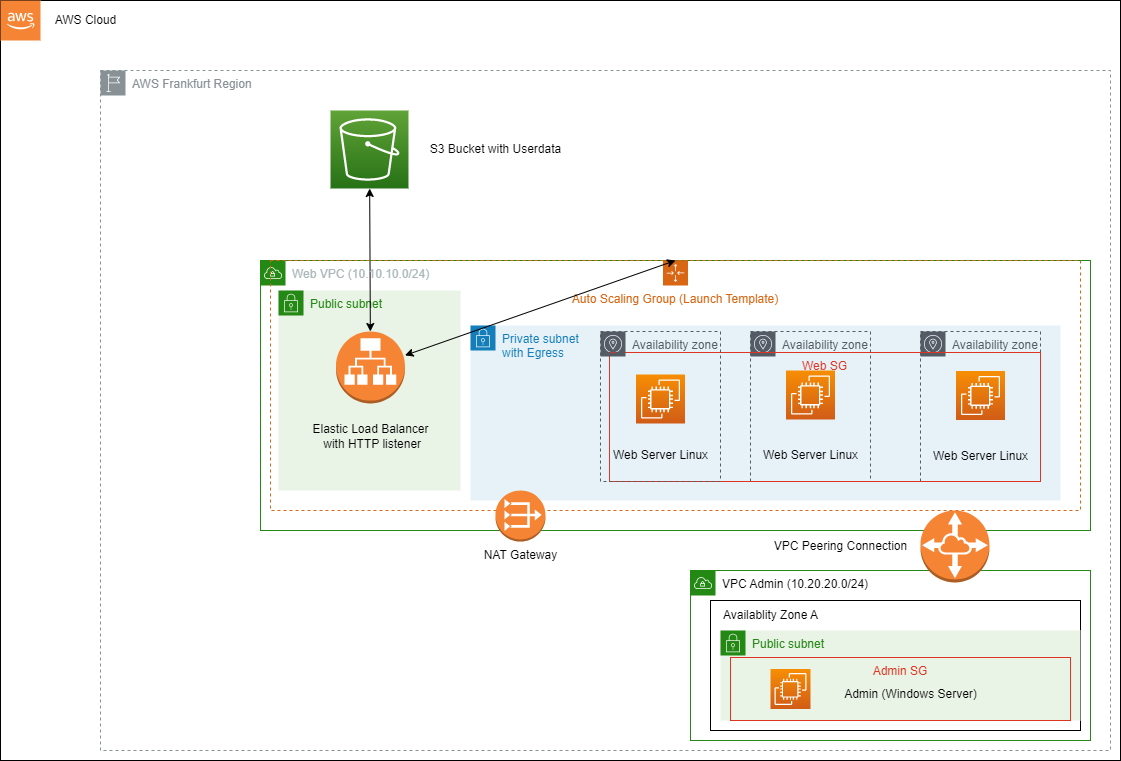 aws
AWS Cloud
AWS Frankfurt Region
S3 Bucket with Userdata
Web VPC (10.10.10.0/24)
Auto Scaling Group (Launch Template)
Public subnet
Private subnet
with Egress
Availability zone
Availability zone
Availability zone
Web SG
Elastic Load Balancer
with HTTP listener
Web Server Linux
Web Server Linux
Web Server Linux
NAT Gateway
VPC Peering Connection
VPC Admin (10.20.20.0/24)
Availablity Zone A
Public subnet
Admin SG
Admin (Windows Server)